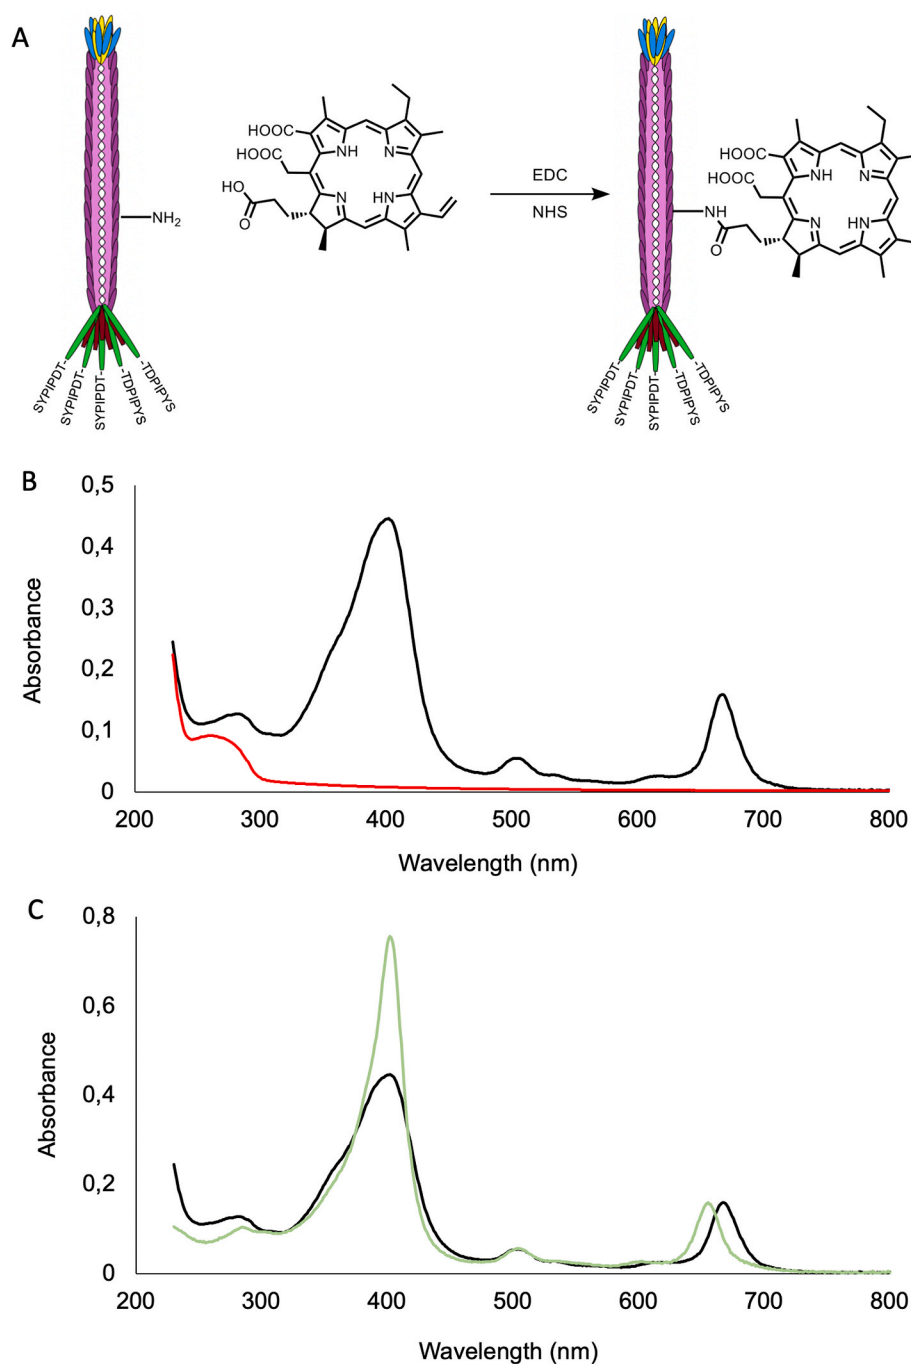 A
HOOC
HOOC
HO
O
NH
N
N
HN
NH2
EDC
NHS
HOOC
HOOC
NH
O
NH
N
N
HN
SYPIPDT-
SYPIPDT-
SYPIPDT-
-TDPIPYS
-TDPIPYS
SYPIPDT-
SYPIPDT-
SYPIPDT-
-TDPIPYS
-TDPIPYS
B
0,5
0,4
0,3
0,2
0,1
0
Absorbance
200 300 400 500 600 700 800
Wavelength (nm)
C
0,8
0,6
0,4
0,2
0
Absorbance
200 300 400 500 600 700 800
Wavelength (nm)